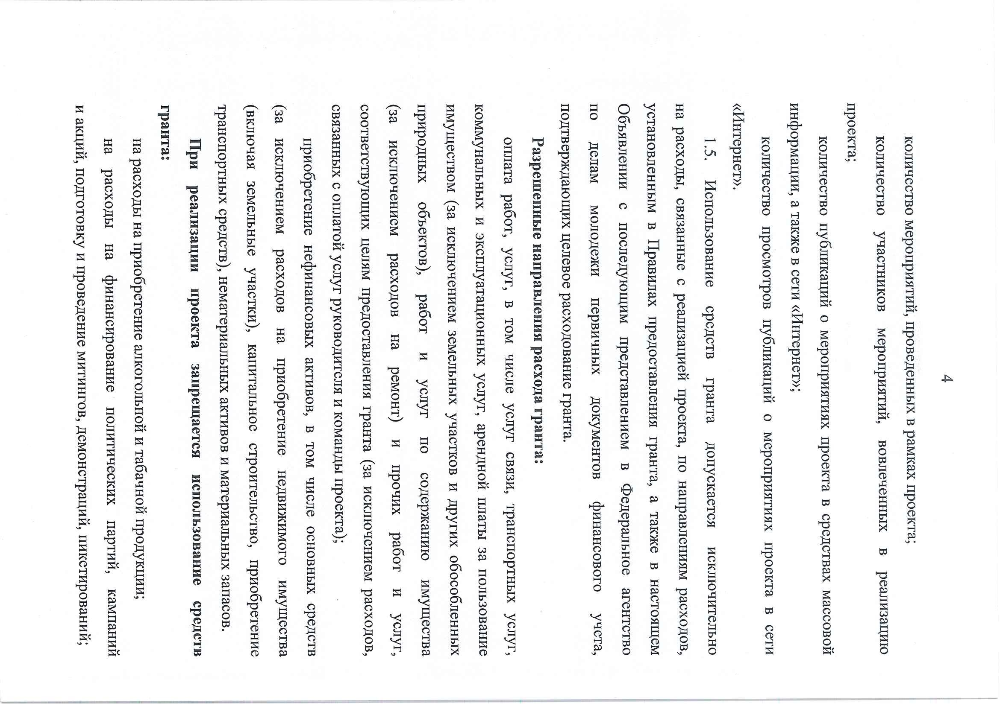 4
количество мероприятий, проведенных в рамках проекта;
количество участников мероприятий, вовлеченных в реализацию
проекта;
количество публикаций о мероприятиях проекта в средствах массовой
информации, а также в сети «Интернет»;
количество просмотров публикаций о мероприятиях проекта в сети
«Интернет».
1.5. Использование средств гранта допускается исключительно
на расходы, связанные с реализацией проекта, по направлениям расходов,
установленным в Правилах предоставления гранта, а также в настоящем
Объявлении с последующим представлением в Федеральное агентство
по делам молодежи первичных документов финансового учета,
подтверждающих целевое расходование гранта.
Разрешенные направления расхода гранта:
оплата работ, услуг, в том числе услуг связи, транспортных услуг,
коммунальных и эксплуатационных услуг, арендной платы за пользование
имуществом (за исключением земельных участков и других обособленных
природных объектов), работ и услуг по содержанию имущества
(за исключением расходов на ремонт) и прочих работ и услуг,
соответствующих целям предоставления гранта (за исключением расходов,
связанных с оплатой услуг руководителя и команды проекта);
приобретение нефинансовых активов, в том числе основных средств
(за исключением расходов на приобретение недвижимого имущества
(включая земельные участки), капитальное строительство, приобретение
транспортных средств), нематериальных активов и материальных запасов.
При реализации проекта запрещается использование средств
гранта:
на расходы на приобретение алкогольной и табачной продукции;
на расходы на финансирование политических партий, кампаний
и акций, подготовку и проведение митингов, демонстраций, пикетирований;